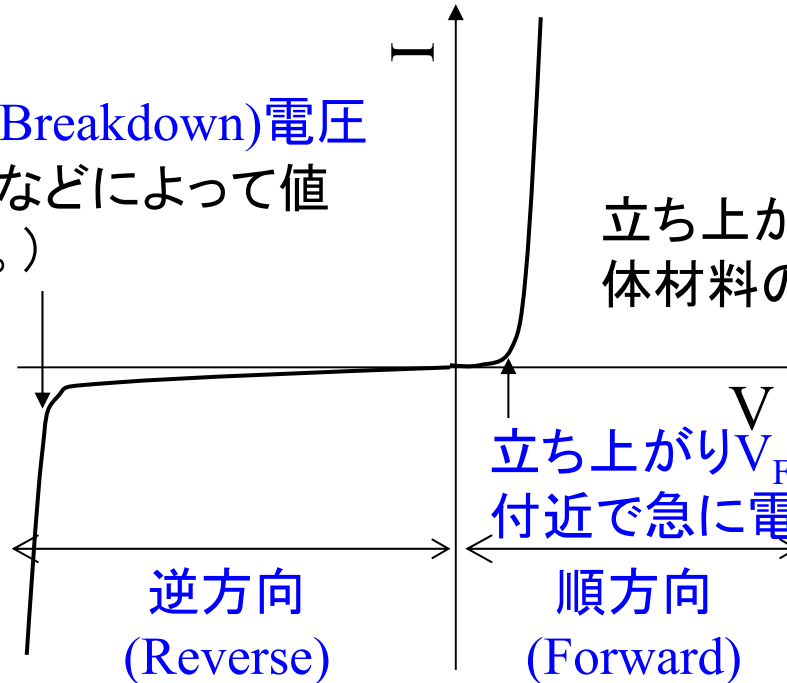 I
Breakdown)電圧
などによって値
。）
立ち上が
体材料の
V
立ち上がりVF
付近で急に電
逆方向
(Reverse)
順方向
(Forward)